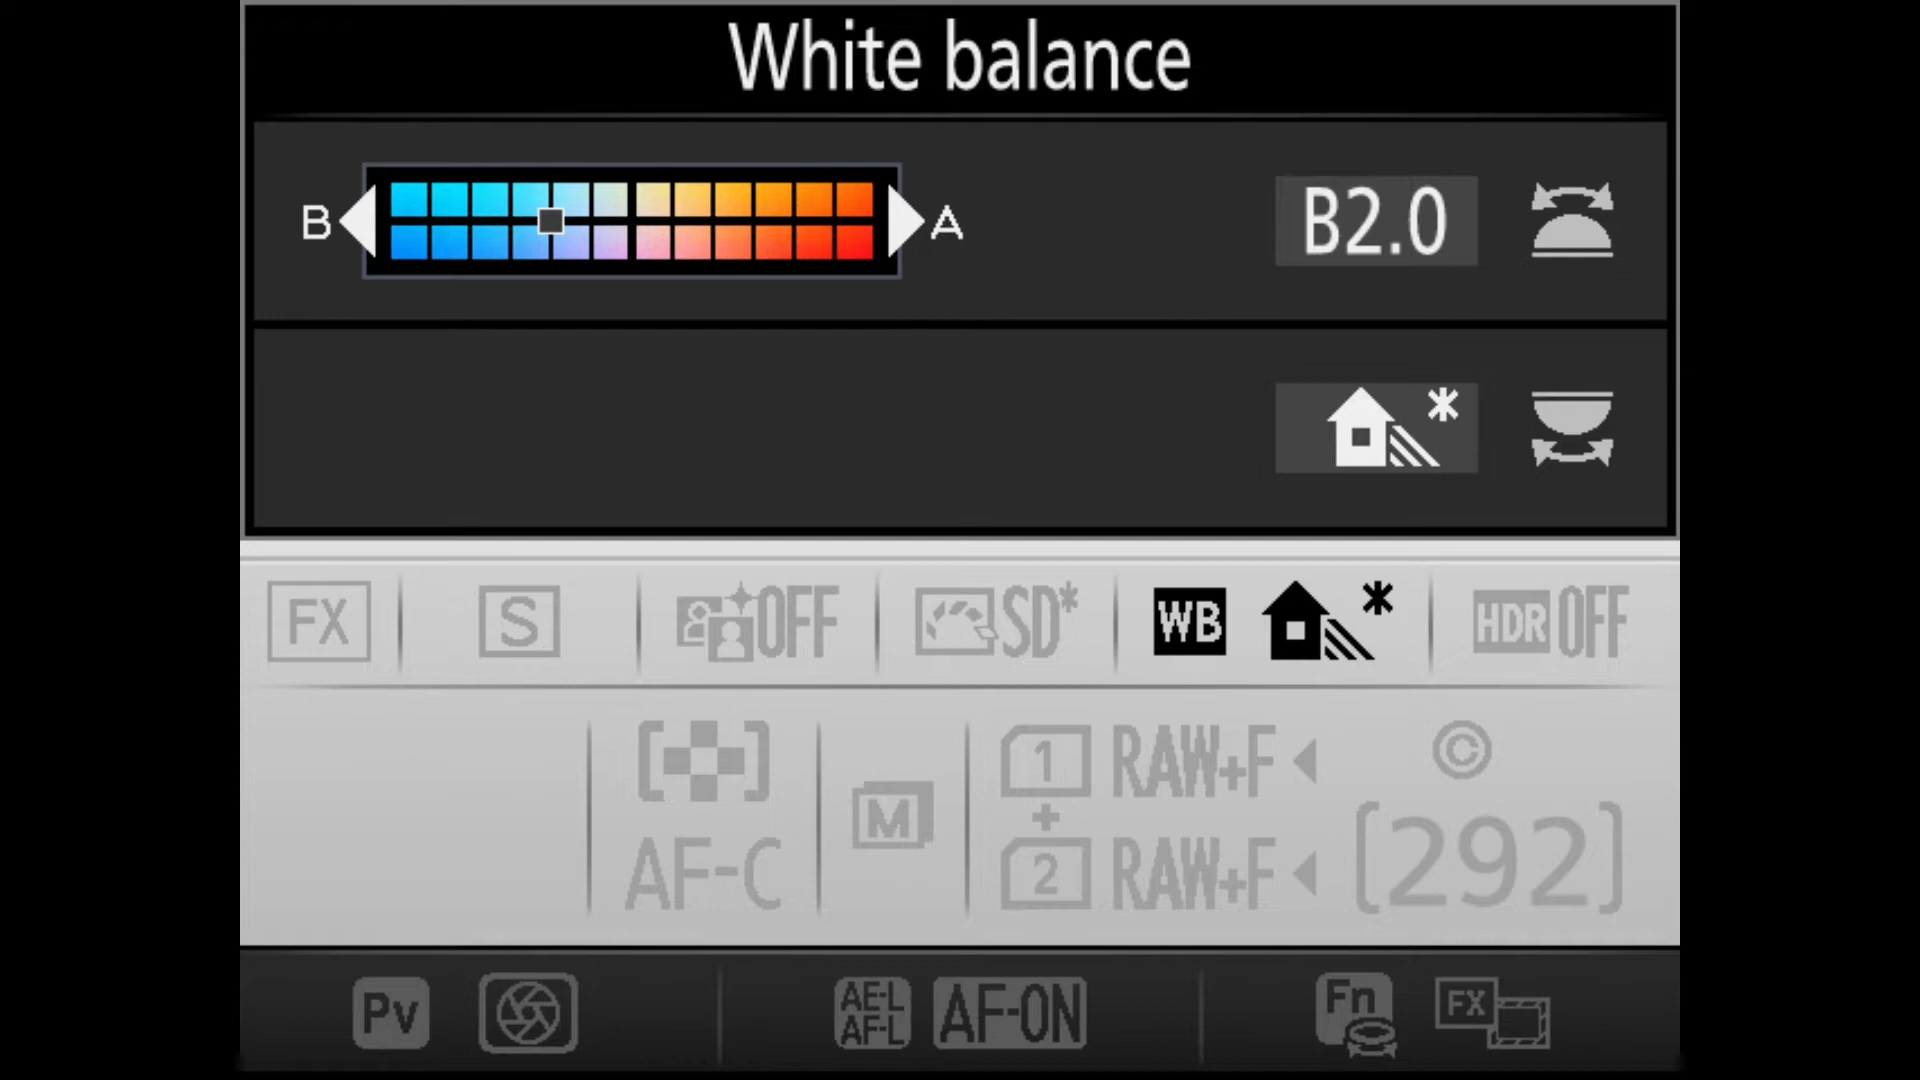 White balance
B A B2.0
*
FX S OFF SD* WB * HDR OFF
1 RAW+F ©
AF-C M + [292]
2 RAW+F
Pv AE-L AF-L AF-ON Fn FX